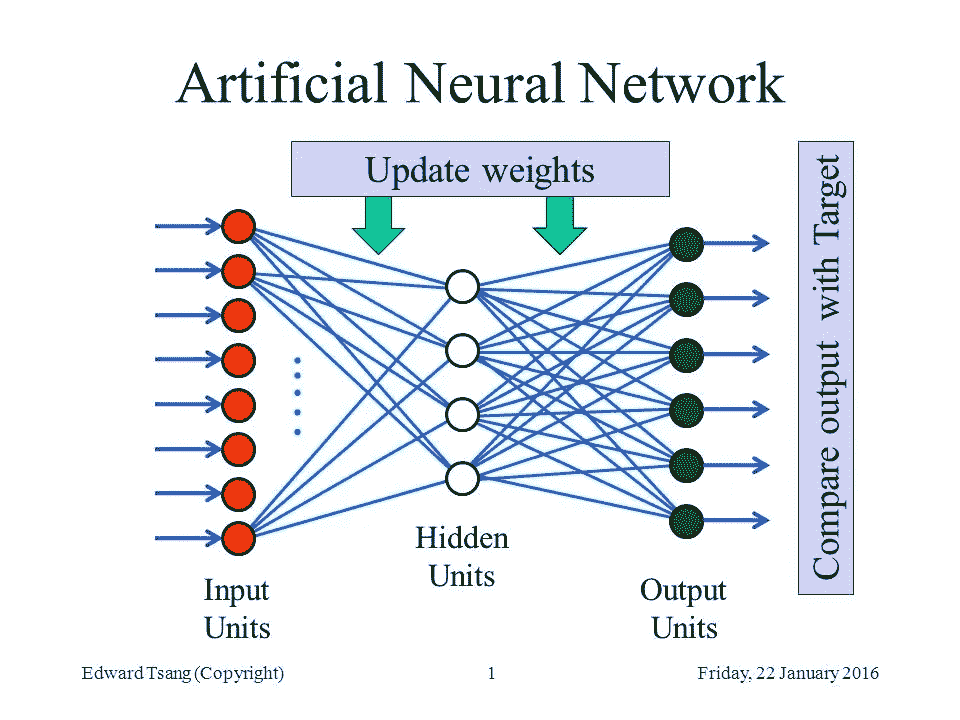 Artificial Neural Network
Update weights
Compare output with Target
Hidden
Units
Input
Units
Output
Units
Edward Tsang (Copyright)
1
Friday, 22 January 2016